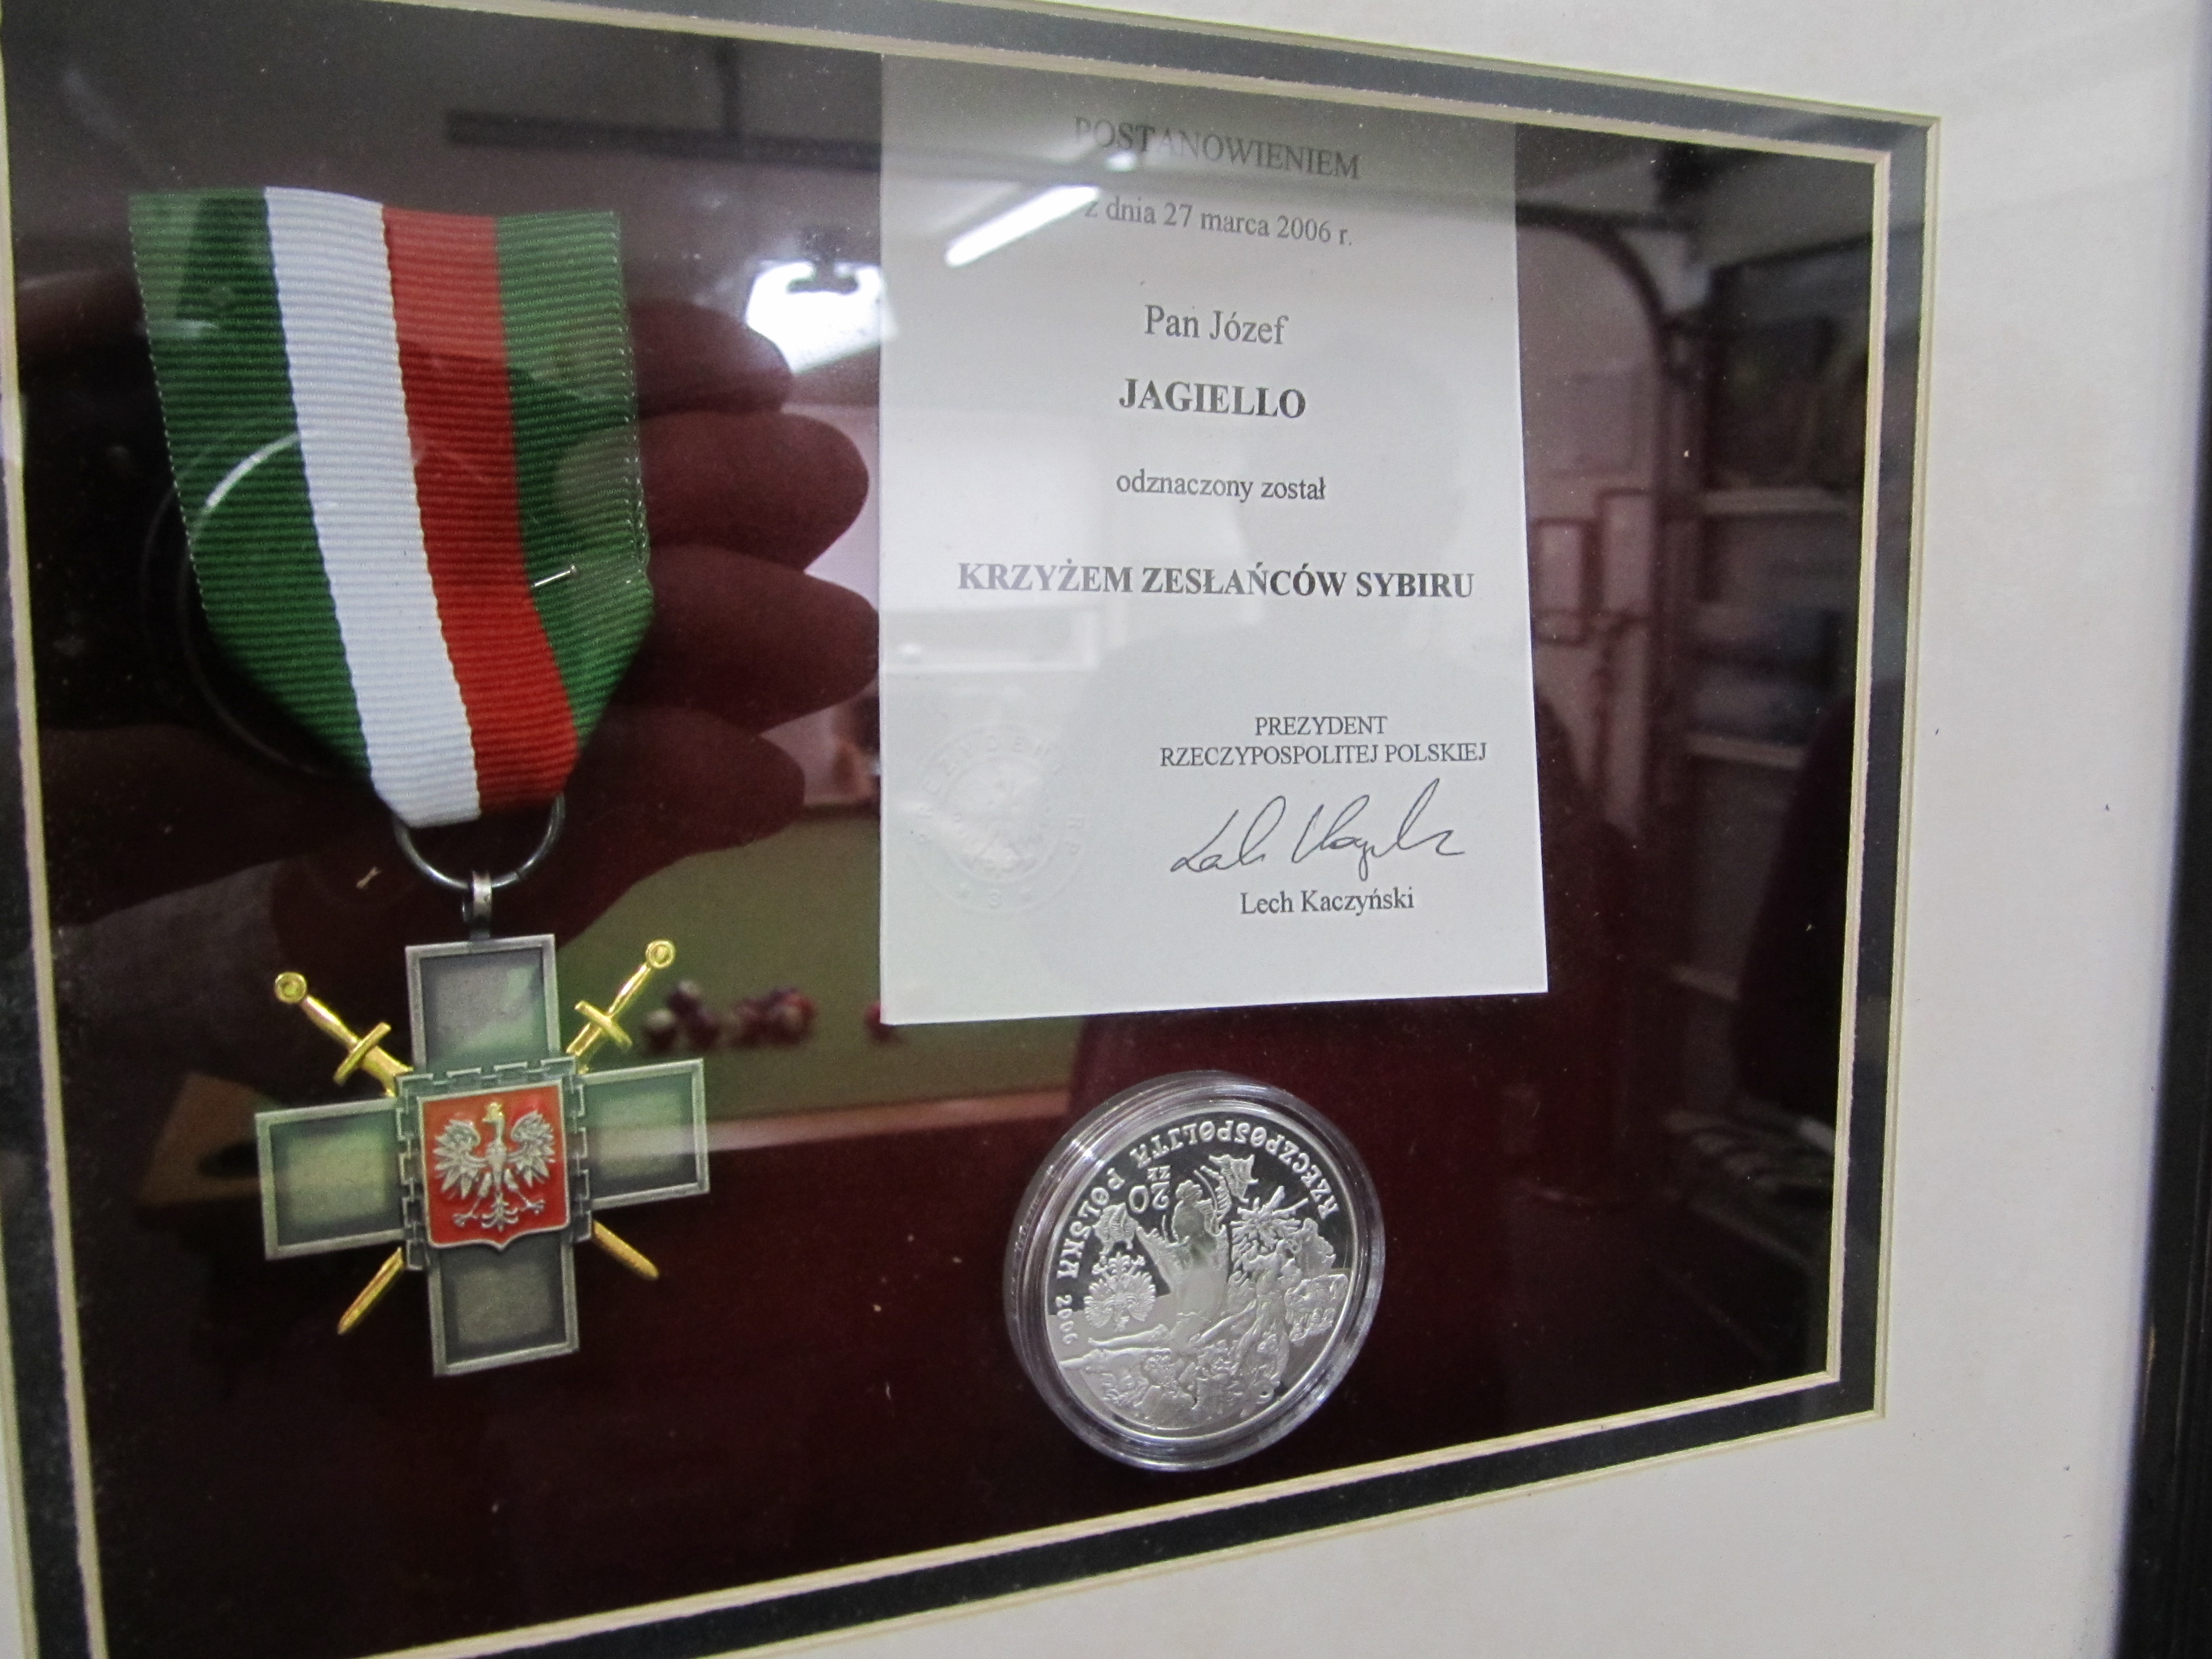 POSTANOWIENIEM
z dnia 27 marca 2006 r.
Pan Józef
JAGIELLO
odznaczony został
KRZYŻEM ZESŁAŃCÓW SYBIRU
PREZYDENT
RZECZYPOSPOLITEJ POLSKIEJ
Lech Kaczyński
RZECZPOSPOLITA POLSKA 2006
20
ZŁ